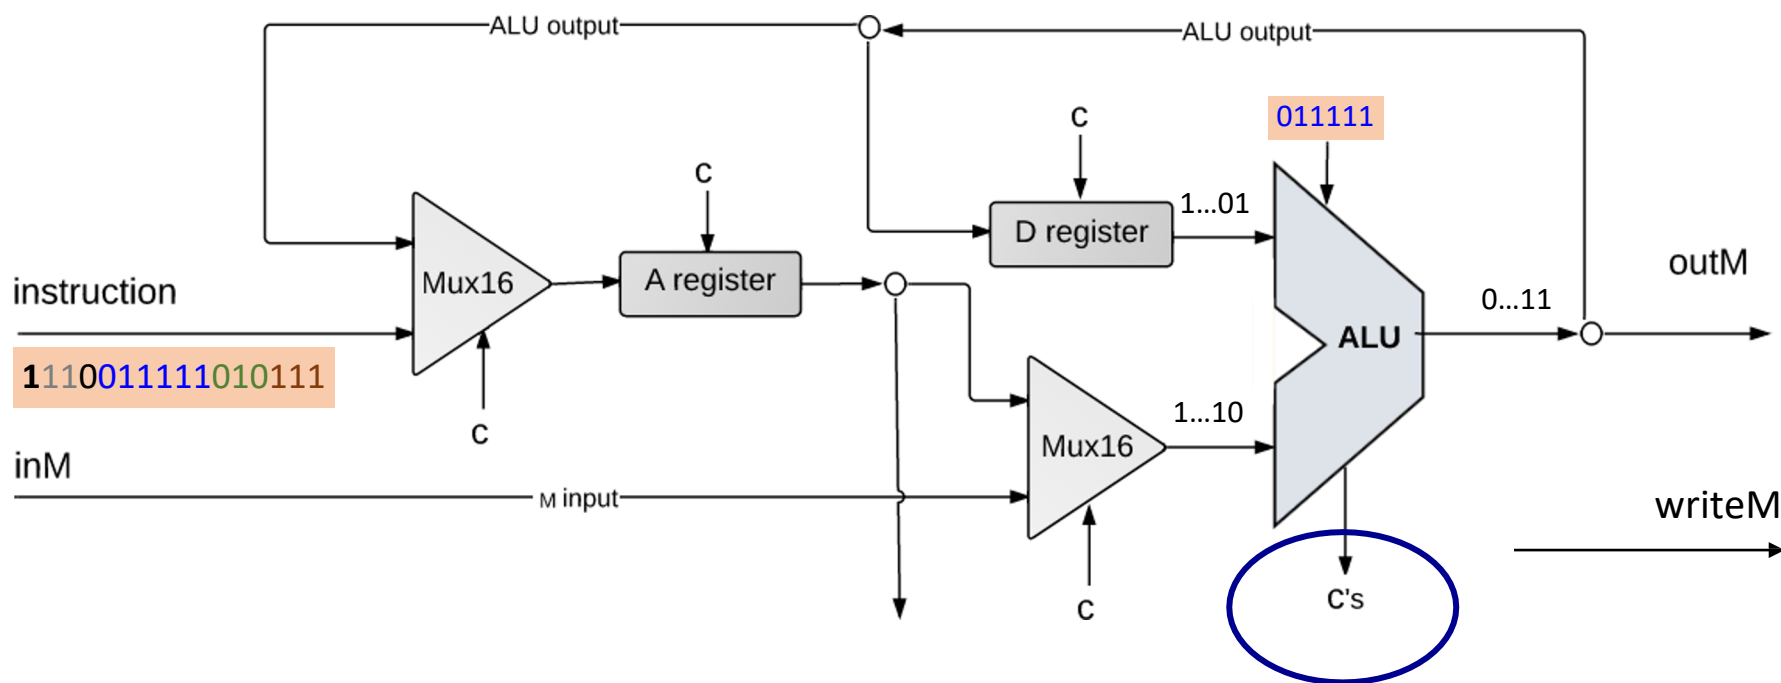 ALU output
ALU output
011111
c
c
1...01
D register
outM
A register
Mux16
instruction
0...11
ALU
1110011111010111
1...10
c
Mux16
inM
M input
writeM
c's
c